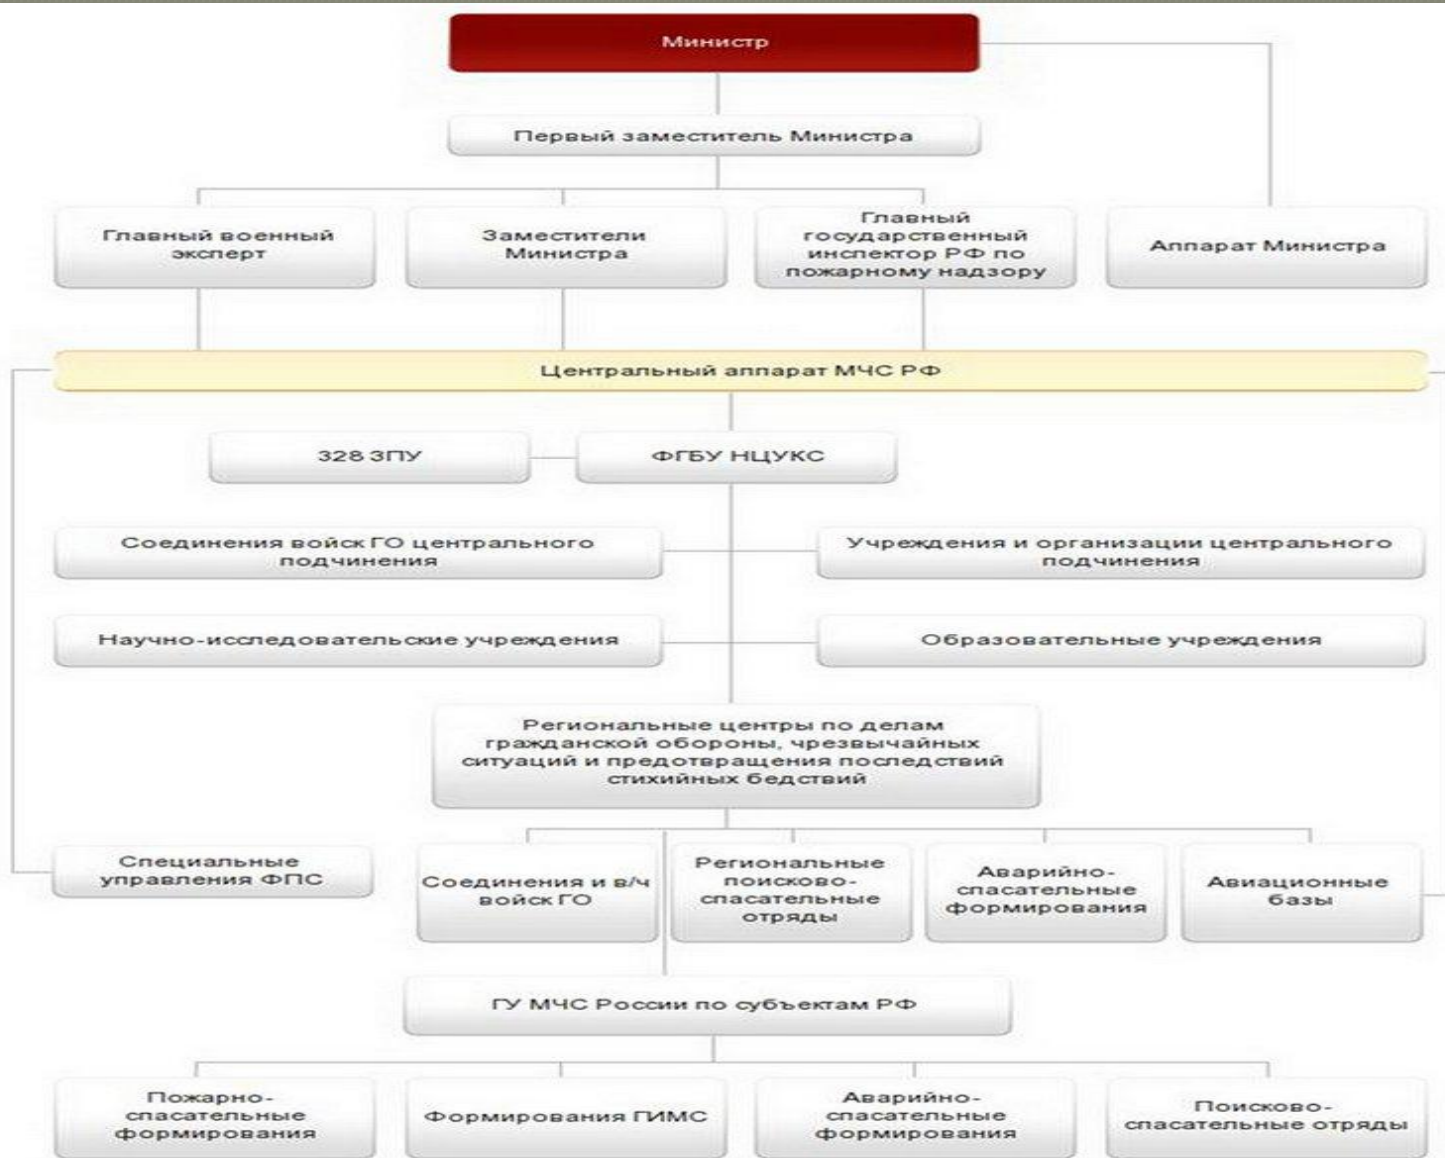 Министр
Первый заместитель Министра
Главный военный
эксперт
Заместители
Министра
Главный
государственный
инспектор РФ по
пожарному надзору
Аппарат Министра
Центральный аппарат МЧС РФ
328 ЗПУ
ФГБУ НЦУКС
Соединения войск ГО центрального
подчинения
Учреждения и организации центрального
подчинения
Научно-исследовательские учреждения
Образовательные учреждения
Региональные центры по делам
гражданской обороны, чрезвычайных
ситуаций и предотвращения последствий
стихийных бедствий
Специальные
управления ФПС
Соединения и в/ч
войск ГО
Региональные
поисково-
спасательные
отряды
Аварийно-
спасательные
формирования
Авиационные
базы
ГУ МЧС России по субъектам РФ
Пожарно-
спасательные
формирования
Формирования ГИМС
Аварийно-
спасательные
формирования
Поисково-
спасательные отряды